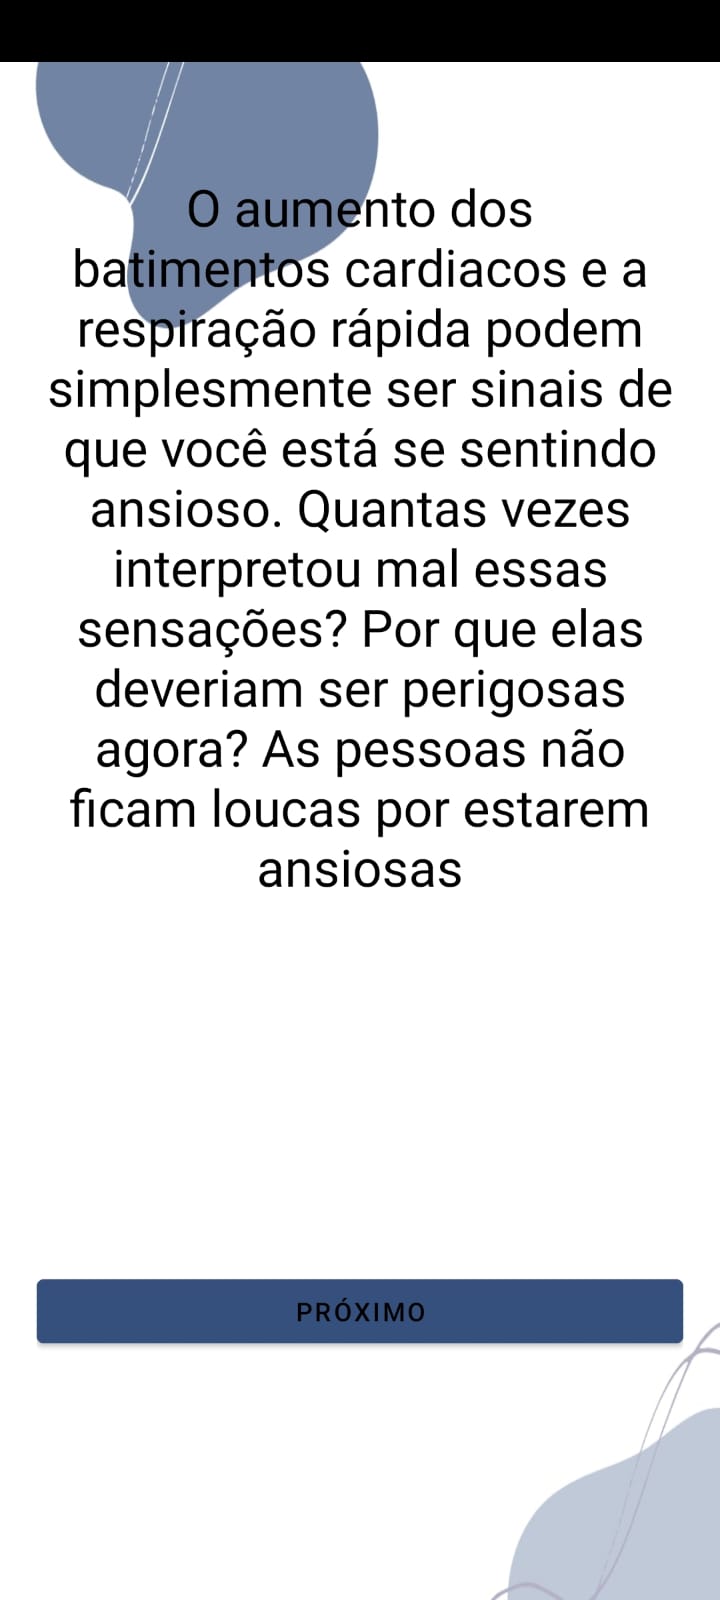 O aumento dos
batimentos cardiacos e a
respiração rápida podem
simplesmente ser sinais de
que você está se sentindo
ansioso. Quantas vezes
interpretou mal essas
sensações? Por que elas
deveriam ser perigosas
agora? As pessoas não
ficam loucas por estarem
ansiosas
PRÓXIMO